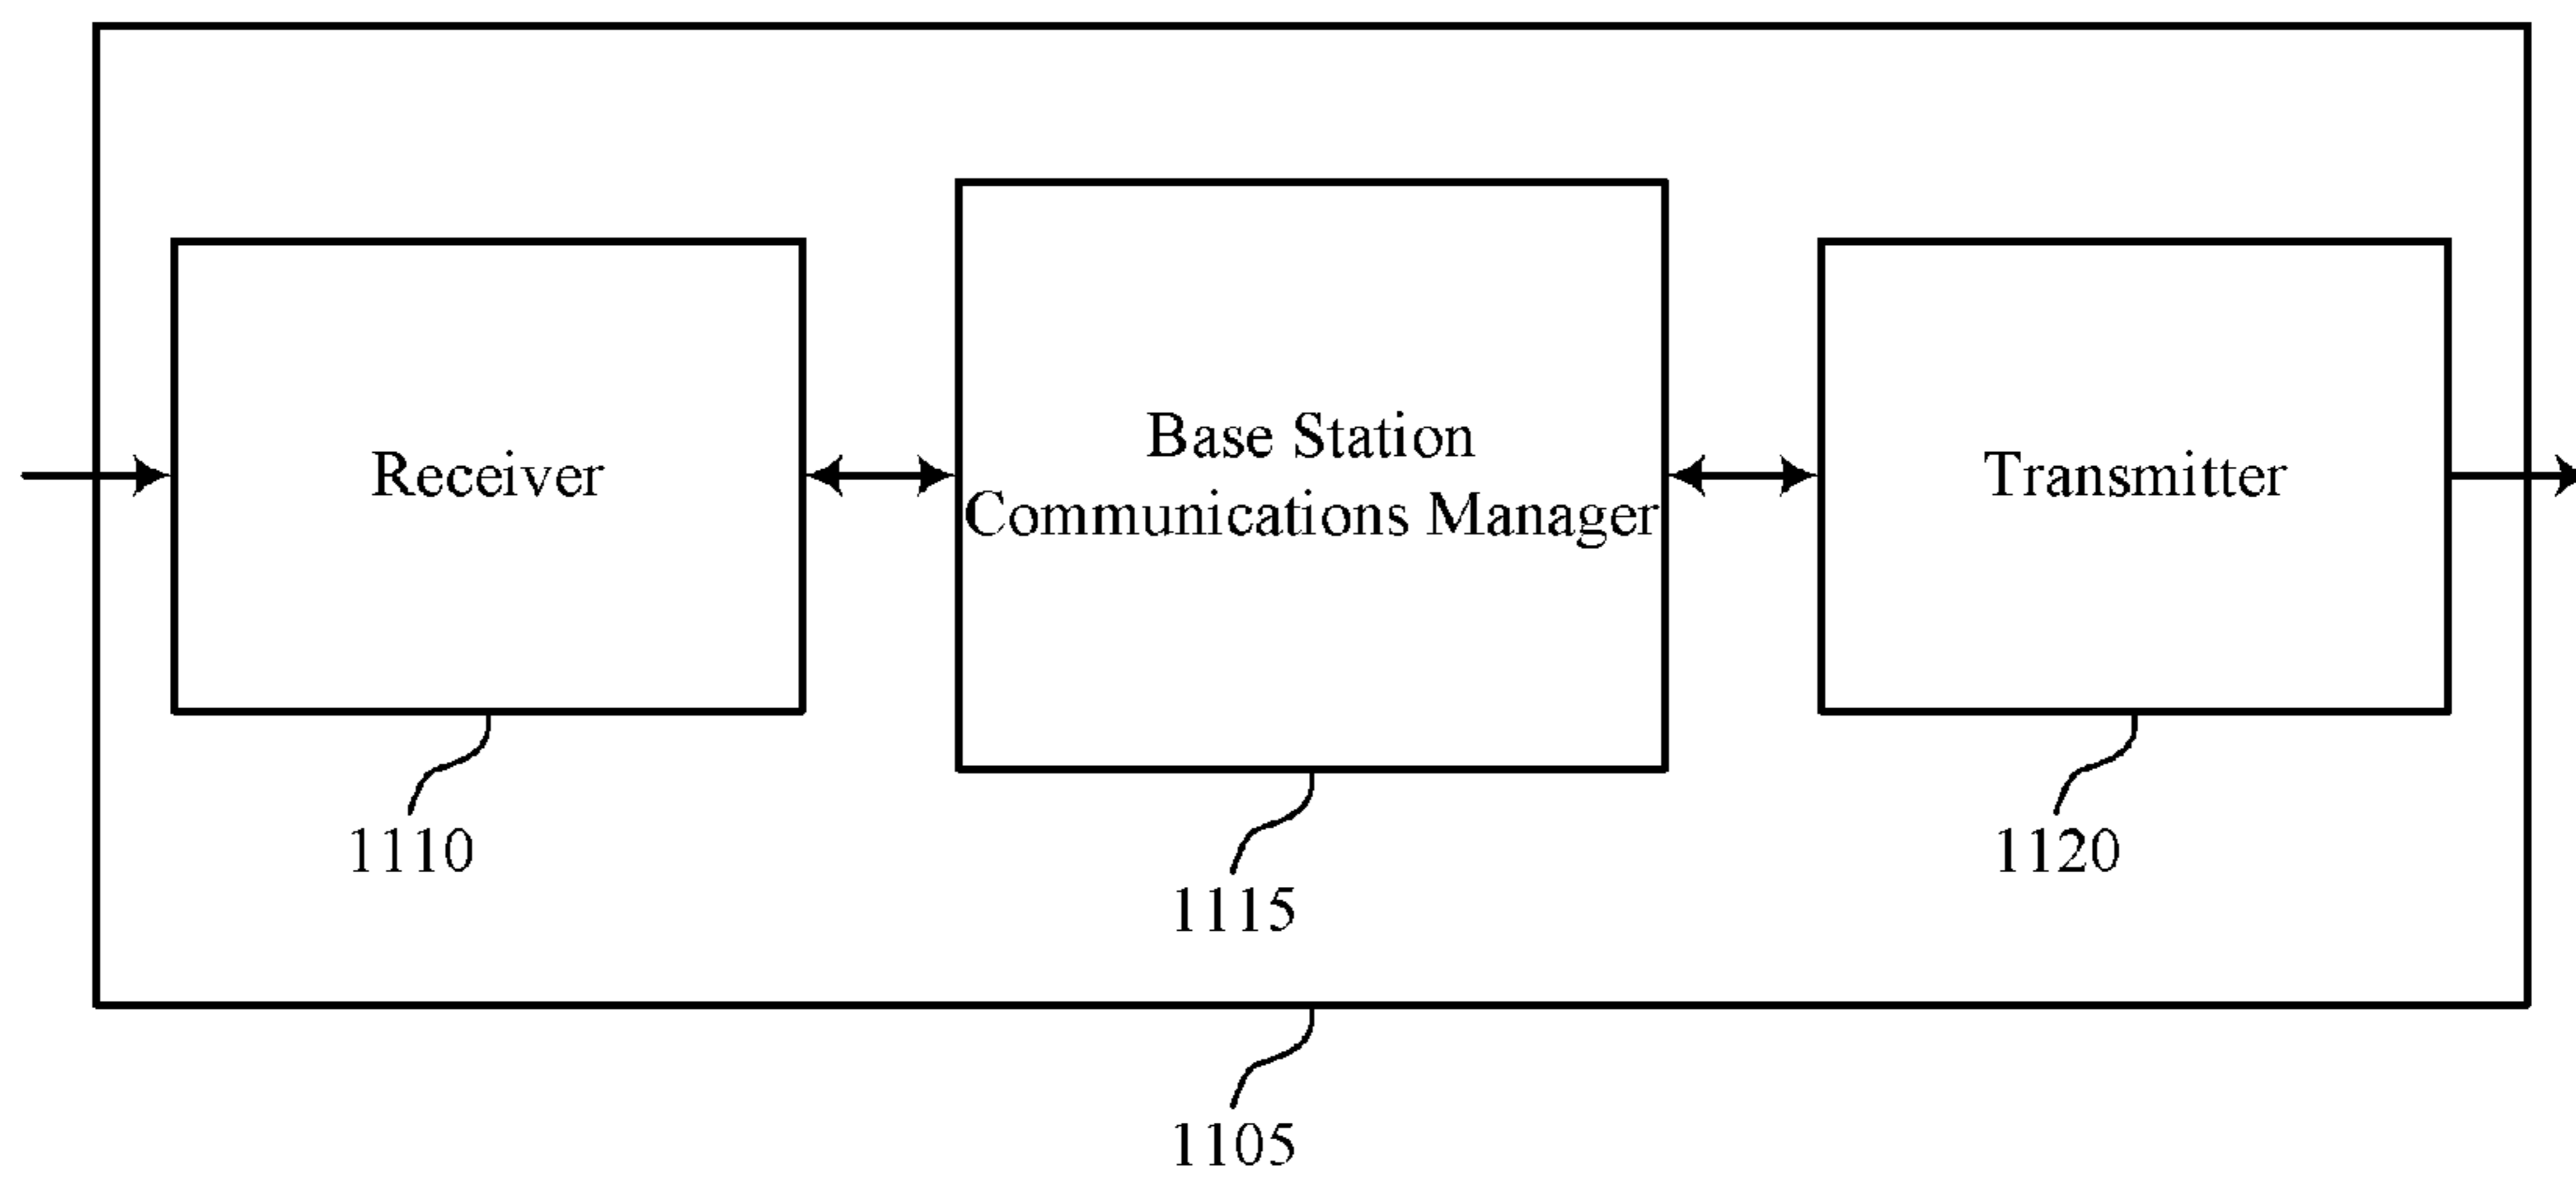 Receiver
Base Station
Communications Manager
Transmitter
1110
1115
1120
1105